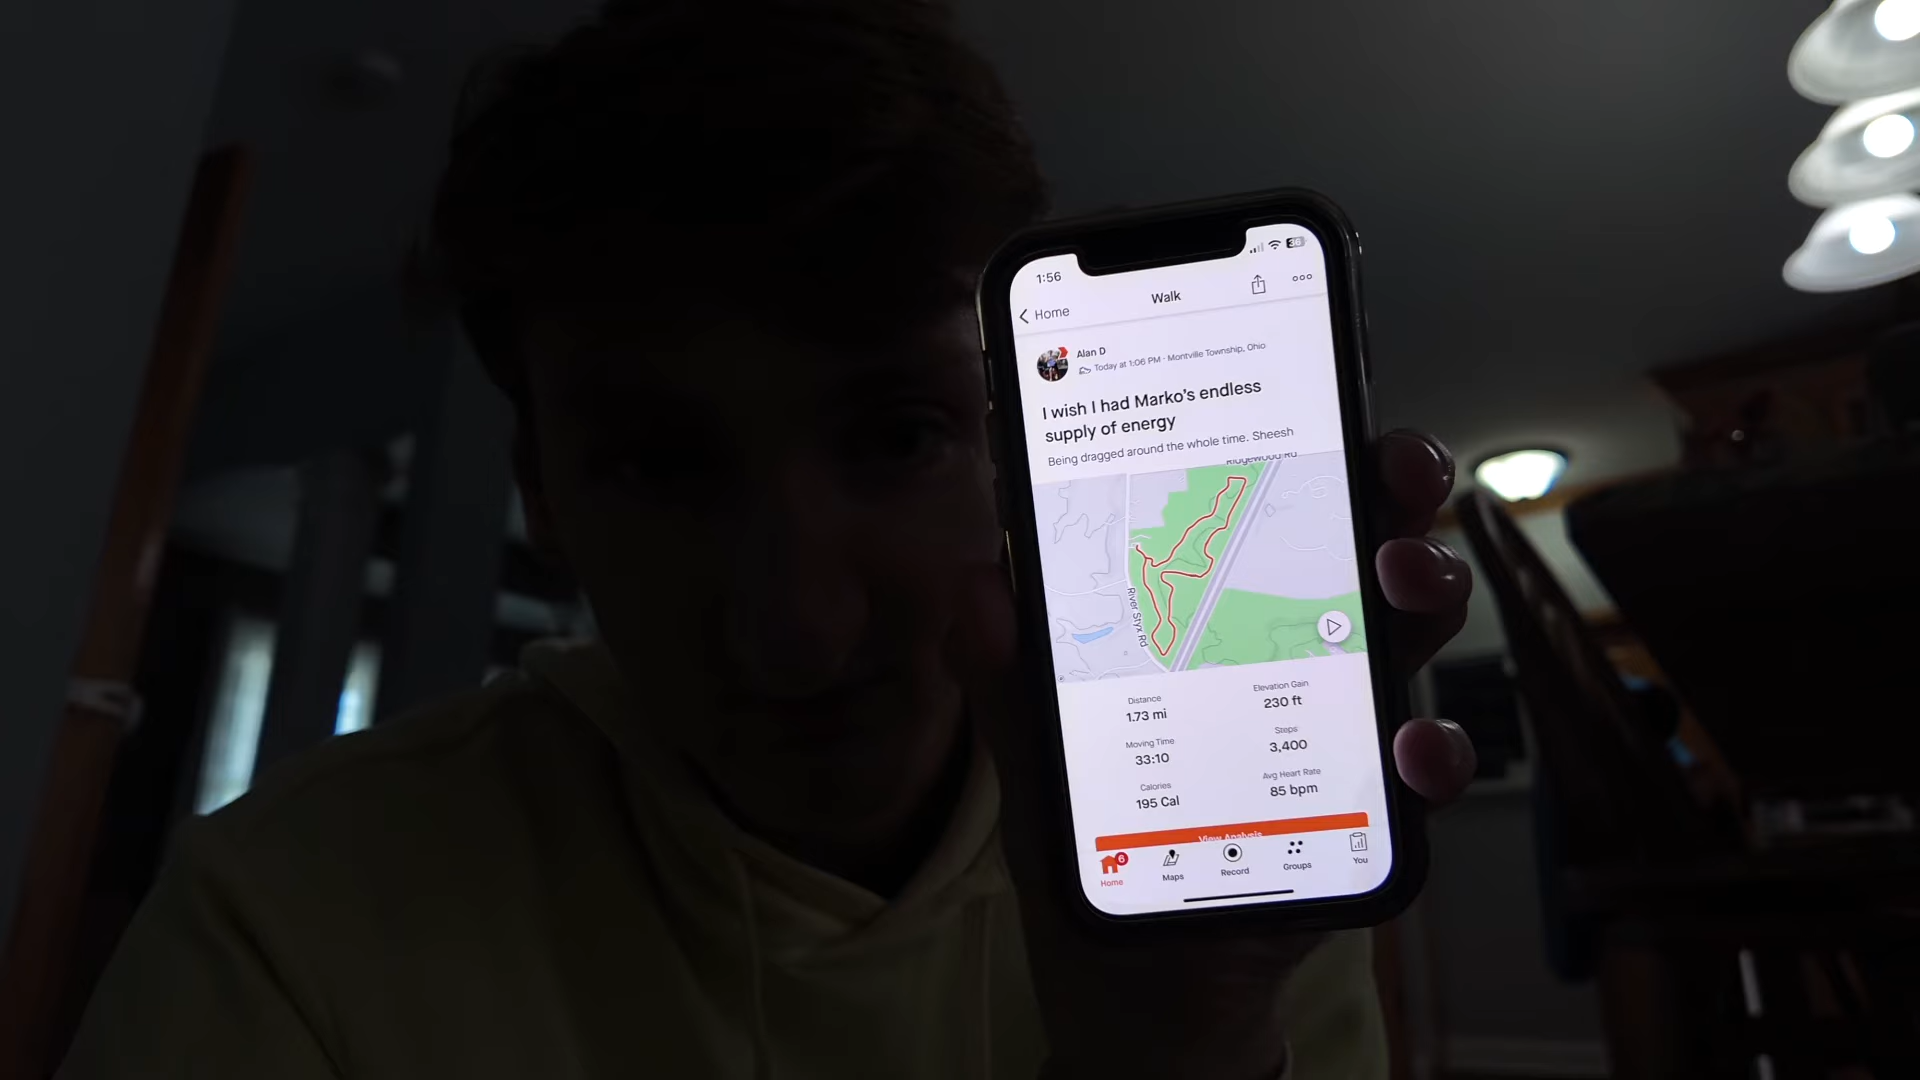 1:56
36
Home
Walk
Alan D
Today at 1:06 PM · Montville Township, Ohio
I wish I had Marko's endless
supply of energy
Being dragged around the whole time. Sheesh
Ridgewood Rd
River Styx Rd
Distance
1.73 mi
Elevation Gain
230 ft
Moving Time
33:10
Steps
3,400
Calories
195 Cal
Avg Heart Rate
85 bpm
View Analysis
6
Home
Maps
Record
Groups
You